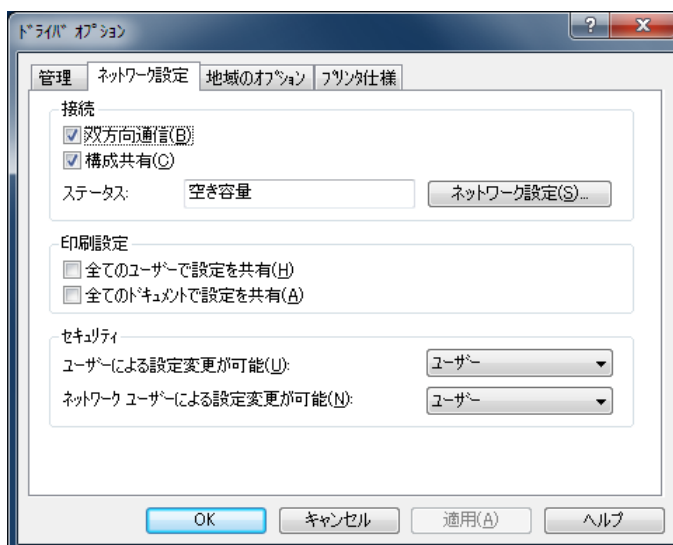 ドライバ オプション
管理 ネットワーク設定 地域のオプション プリンタ仕様
接続
双方向通信(B)
構成共有(C)
ステータス: 空き容量 ネットワーク設定(S)...
印刷設定
全てのユーザーで設定を共有(H)
全てのドキュメントで設定を共有(A)
セキュリティ
ユーザーによる設定変更が可能(U): ユーザー
ネットワーク ユーザーによる設定変更が可能(N): ユーザー
OK キャンセル 適用(A) ヘルプ